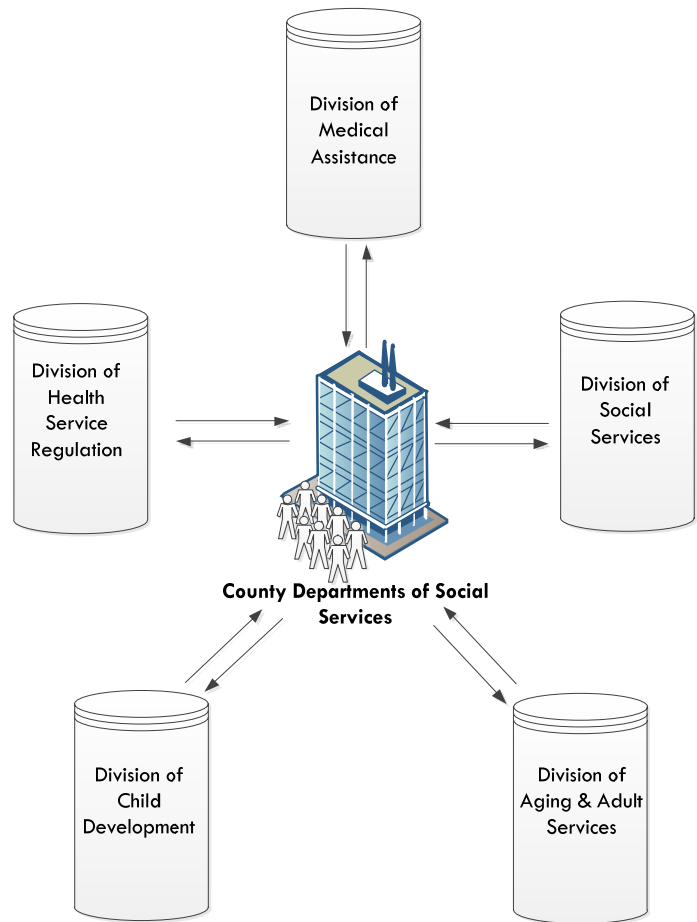 Division of
Medical
Assistance
Division of
Health
Service
Regulation
Division of
Social
Services
County Departments of Social
Services
Division of
Child
Development
Division of
Aging & Adult
Services